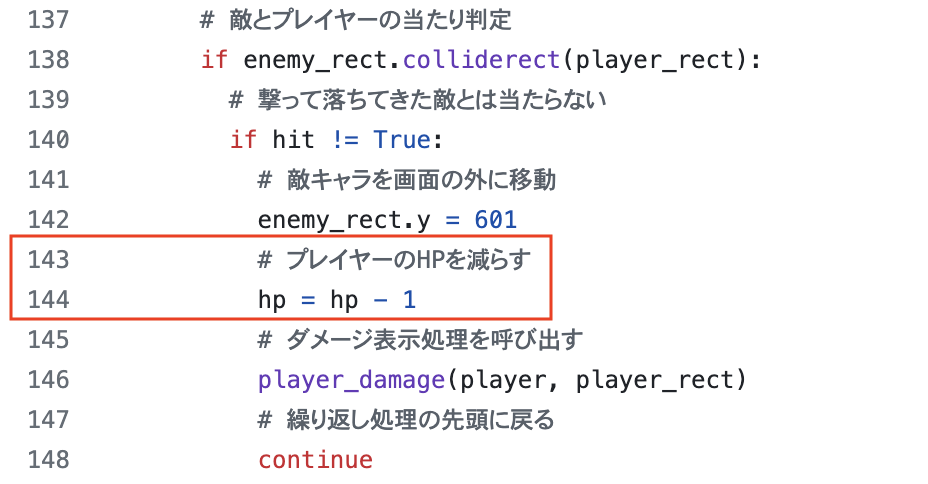 137 # 敵とプレイヤーの当たり判定
138 if enemy_rect.colliderect(player_rect):
139 # 撃って落ちてきた敵とは当たらない
140 if hit != True:
141 # 敵キャラを画面の外に移動
142 enemy_rect.y = 601
143 # プレイヤーのHPを減らす
144 hp = hp - 1
145 # ダメージ表示処理を呼び出す
146 player_damage(player, player_rect)
147 # 繰り返し処理の先頭に戻る
148 continue